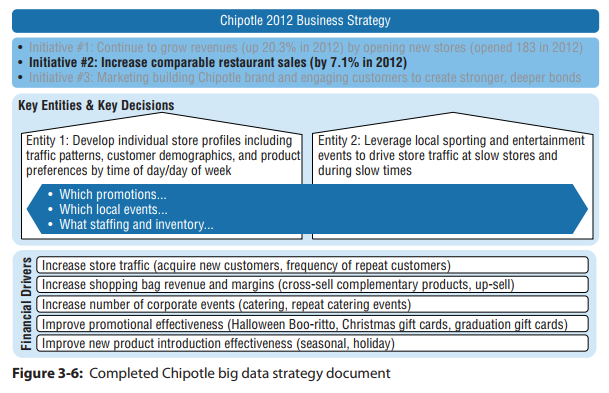 Chipotle 2012 Business Strategy
• Initiative #1: Continue to grow revenues (up 20.3% in 2012) by opening new stores (opened 183 in 2012)
• Initiative #2: Increase comparable restaurant sales (by 7.1% in 2012)
• Initiative #3: Marketing building Chipotle brand and engaging customers to create stronger, deeper bonds
Key Entities & Key Decisions
Entity 1: Develop individual store profiles including
traffic patterns, customer demographics, and product
preferences by time of day/day of week
Entity 2: Leverage local sporting and entertainment
events to drive store traffic at slow stores and
during slow times
• Which promotions...
• Which local events...
• What staffing and inventory...
Financial Drivers
Increase store traffic (acquire new customers, frequency of repeat customers)
Increase shopping bag revenue and margins (cross-sell complementary products, up-sell)
Increase number of corporate events (catering, repeat catering events)
Improve promotional effectiveness (Halloween Boo-ritto, Christmas gift cards, graduation gift cards)
Improve new product introduction effectiveness (seasonal, holiday)
Figure 3-6: Completed Chipotle big data strategy document